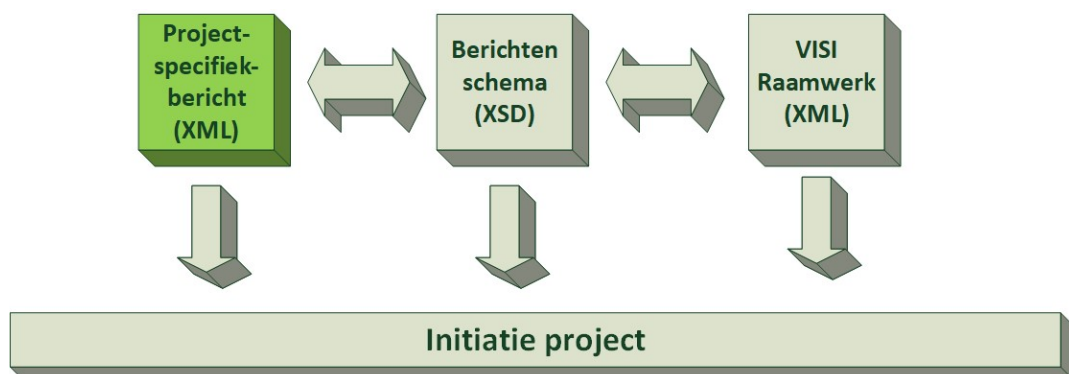 Project-
specifiek-
bericht
(XML)
Berichten
schema
(XSD)
VISI
Raamwerk
(XML)
Initiatie project